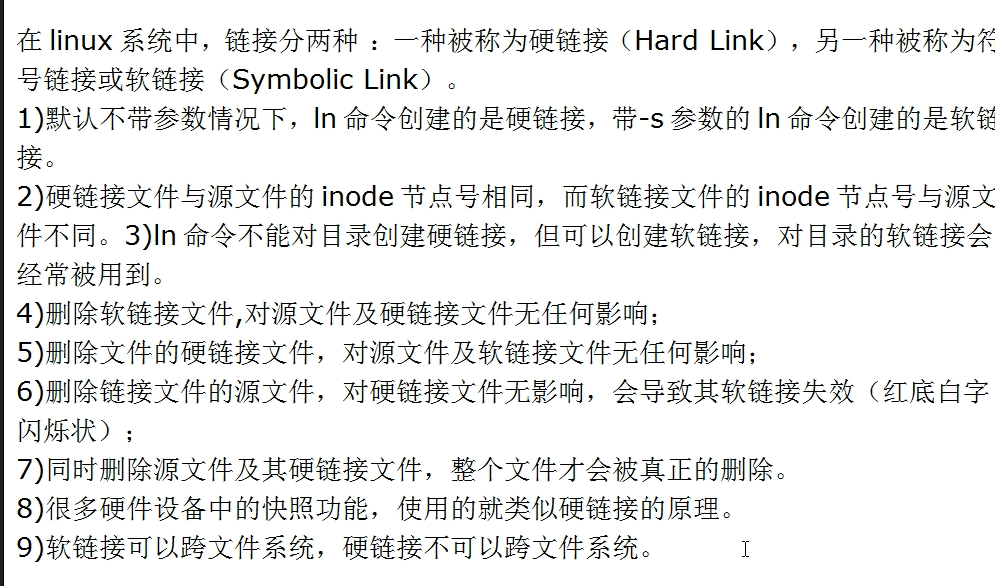 在 linux 系统中，链接分两种 ：一种被称为硬链接（Hard Link），另一种被称为符
号链接或软链接（Symbolic Link）。
1)默认不带参数情况下，ln 命令创建的是硬链接，带-s 参数的 ln 命令创建的是软链
接。
2)硬链接文件与源文件的 inode 节点号相同，而软链接文件的 inode 节点号与源文
件不同。3)ln 命令不能对目录创建硬链接，但可以创建软链接，对目录的软链接会
经常被用到。
4)删除软链接文件,对源文件及硬链接文件无任何影响；
5)删除文件的硬链接文件，对源文件及软链接文件无任何影响；
6)删除链接文件的源文件，对硬链接文件无影响，会导致其软链接失效（红底白字
闪烁状）；
7)同时删除源文件及其硬链接文件，整个文件才会被真正的删除。
8)很多硬件设备中的快照功能，使用的就类似硬链接的原理。
9)软链接可以跨文件系统，硬链接不可以跨文件系统。